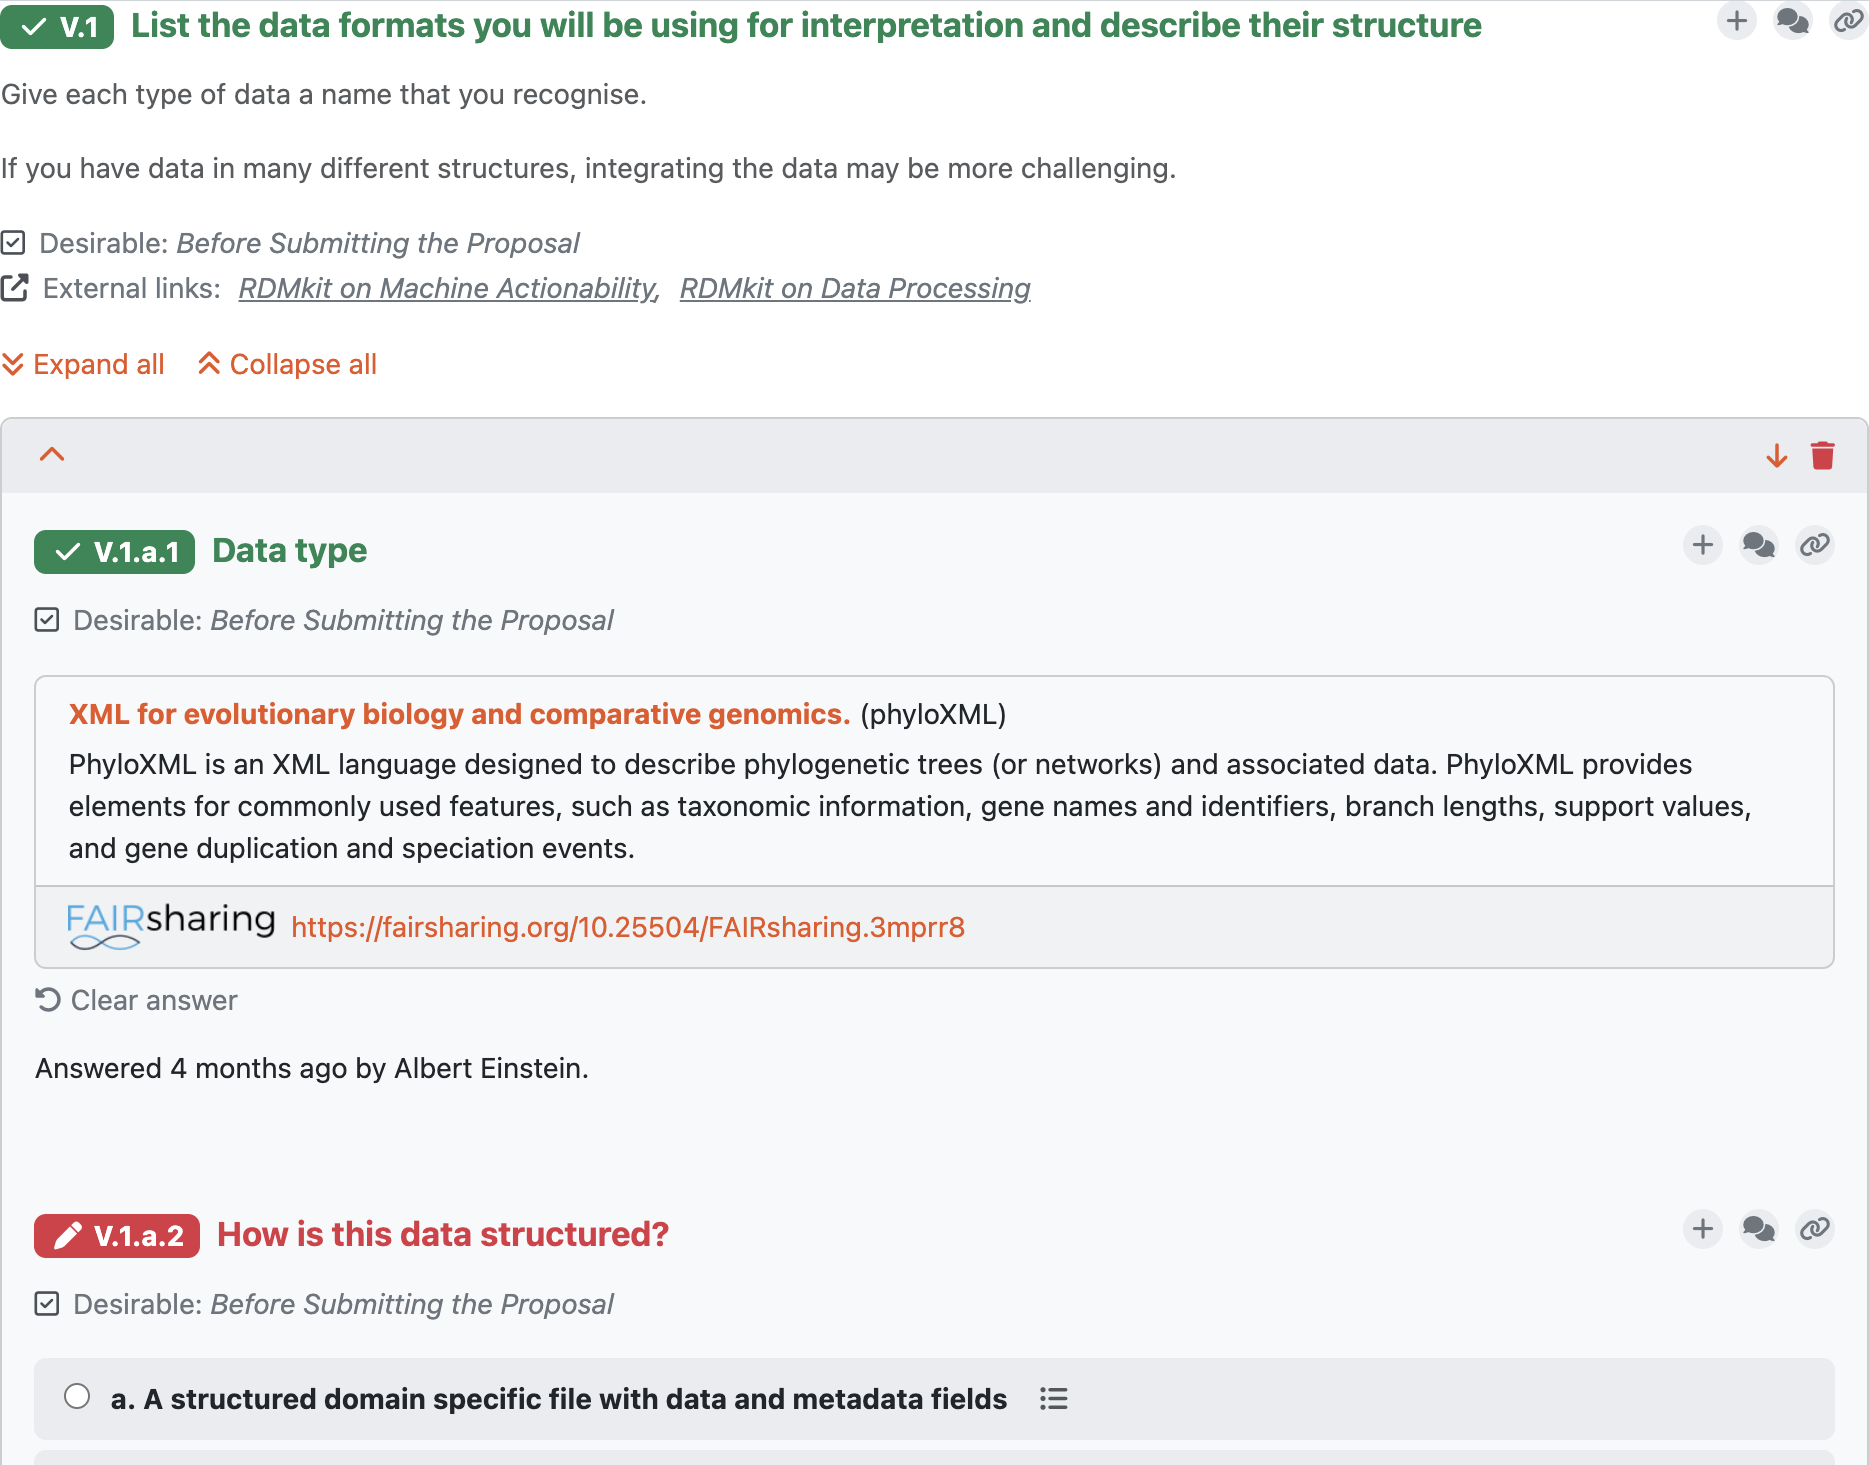 V.1 List the data formats you will be using for interpretation and describe their structure
Give each type of data a name that you recognise.
If you have data in many different structures, integrating the data may be more challenging.
Desirable: Before Submitting the Proposal
External links: RDMkit on Machine Actionability, RDMkit on Data Processing
Expand all Collapse all
V.1.a.1 Data type
Desirable: Before Submitting the Proposal
XML for evolutionary biology and comparative genomics. (phyloXML)
PhyloXML is an XML language designed to describe phylogenetic trees (or networks) and associated data. PhyloXML provides
elements for commonly used features, such as taxonomic information, gene names and identifiers, branch lengths, support values,
and gene duplication and speciation events.
FAIRsharing https://fairsharing.org/10.25504/FAIRsharing.3mprr8
Clear answer
Answered 4 months ago by Albert Einstein.
V.1.a.2 How is this data structured?
Desirable: Before Submitting the Proposal
a. A structured domain specific file with data and metadata fields